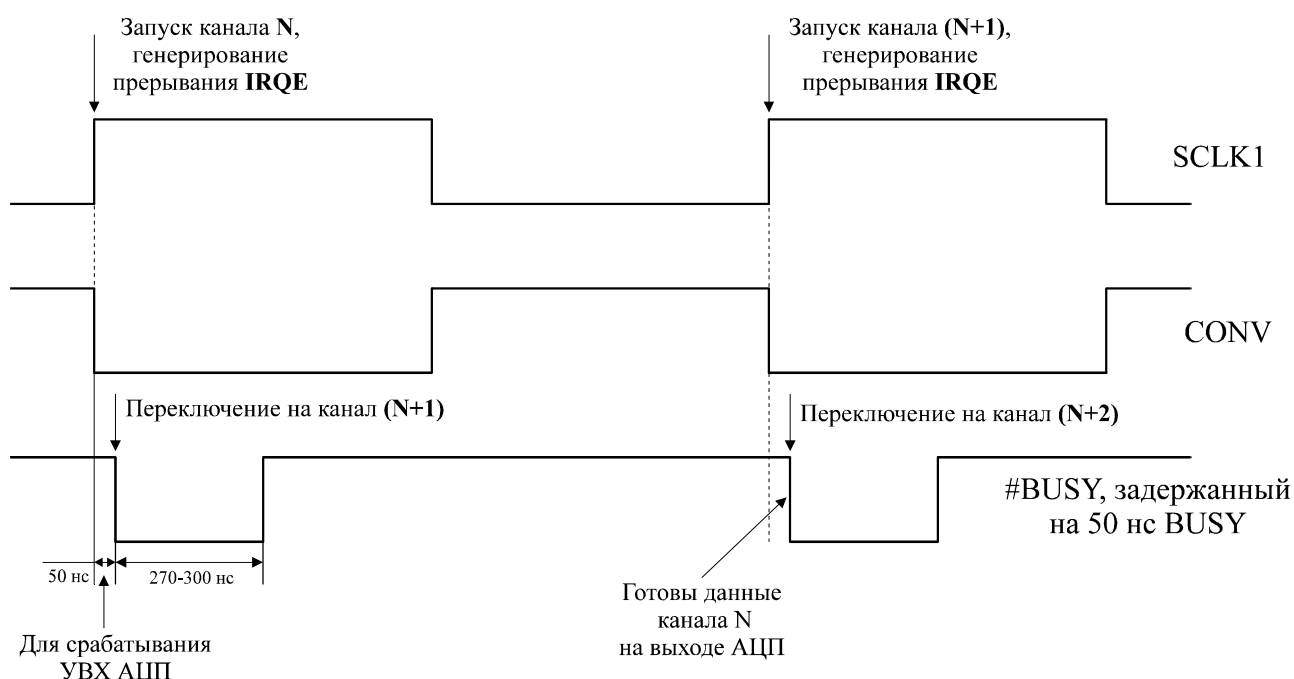 Запуск канала N,
генерирование
прерывания IRQE
Запуск канала (N+1),
генерирование
прерывания IRQE
SCLK1
CONV
Переключение на канал (N+1)
Переключение на канал (N+2)
#BUSY, задержанный
на 50 нс BUSY
50 нс
270-300 нс
Готовы данные
канала N
на выходе АЦП
Для срабатывания
УВХ АЦП